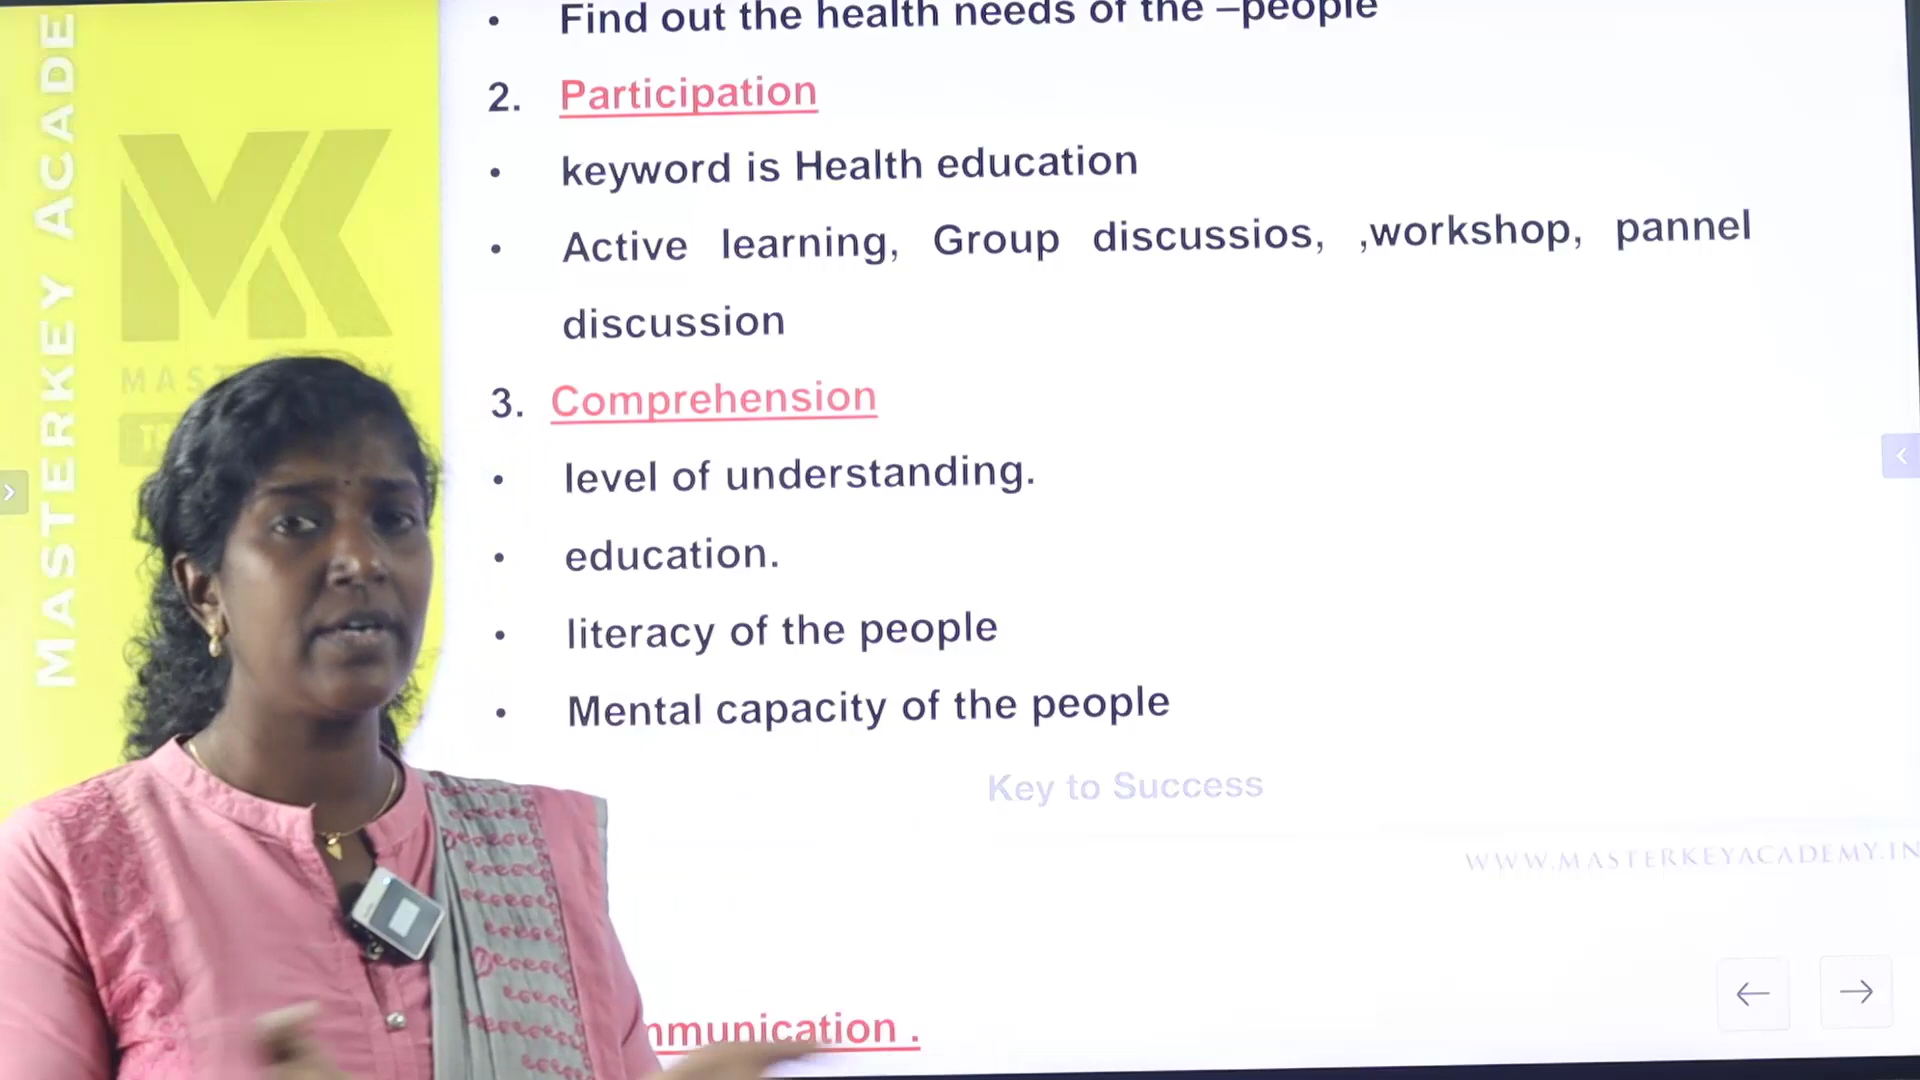 MASTERKEY ACADE
MK
• Find out the health needs of the –people
2. Participation
• keyword is Health education
• Active learning, Group discussios, ,workshop, pannel
discussion
3. Comprehension
• level of understanding.
• education.
• literacy of the people
• Mental capacity of the people
Key to Success
WWW.MASTERKEYACADEMY.IN
mmunication .